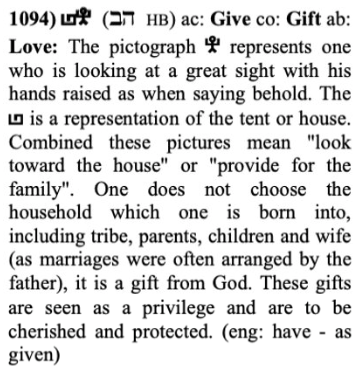 1094) (הב HB) ac: Give co: Gift ab:
Love: The pictograph represents one
who is looking at a great sight with his
hands raised as when saying behold. The
is a representation of the tent or house.
Combined these pictures mean "look
toward the house" or "provide for the
family". One does not choose the
household which one is born into,
including tribe, parents, children and wife
(as marriages were often arranged by the
father), it is a gift from God. These gifts
are seen as a privilege and are to be
cherished and protected. (eng: have - as
given)